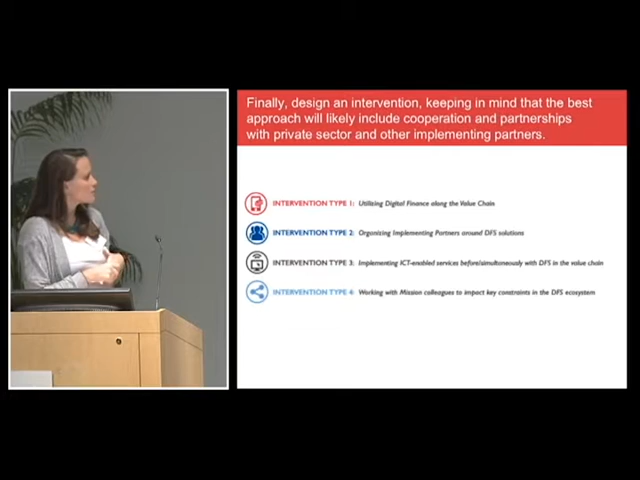 Finally, design an intervention, keeping in mind that the best
approach will likely include cooperation and partnerships
with private sector and other implementing partners.
INTERVENTION TYPE 1: Utilizing Digital Finance along the Value Chain
INTERVENTION TYPE 2: Organizing Implementing Partners around DFS solutions
INTERVENTION TYPE 3: Implementing ICT-enabled services before/simultaneously with DFS in the value chain
INTERVENTION TYPE 4: Working with Mission colleagues to impact key constraints in the DFS ecosystem